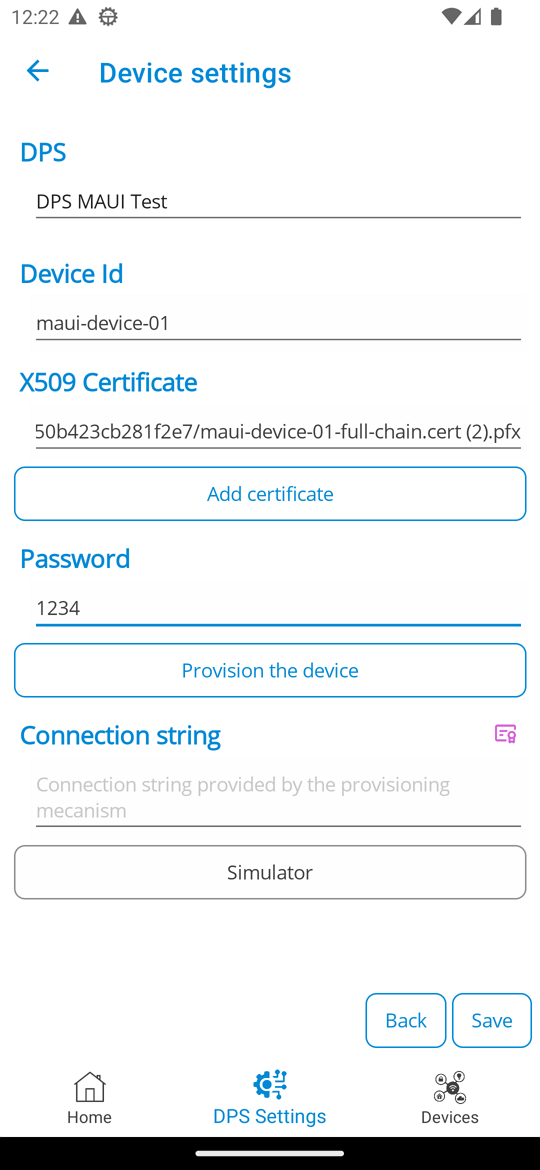 12:22
Device settings
DPS
DPS MAUI Test
Device Id
maui-device-01
X509 Certificate
50b423cb281f2e7/maui-device-01-full-chain.cert (2).pfx
Add certificate
Password
1234
Provision the device
Connection string
Connection string provided by the provisioning
mecanism
Simulator
Back Save
Home DPS Settings Devices